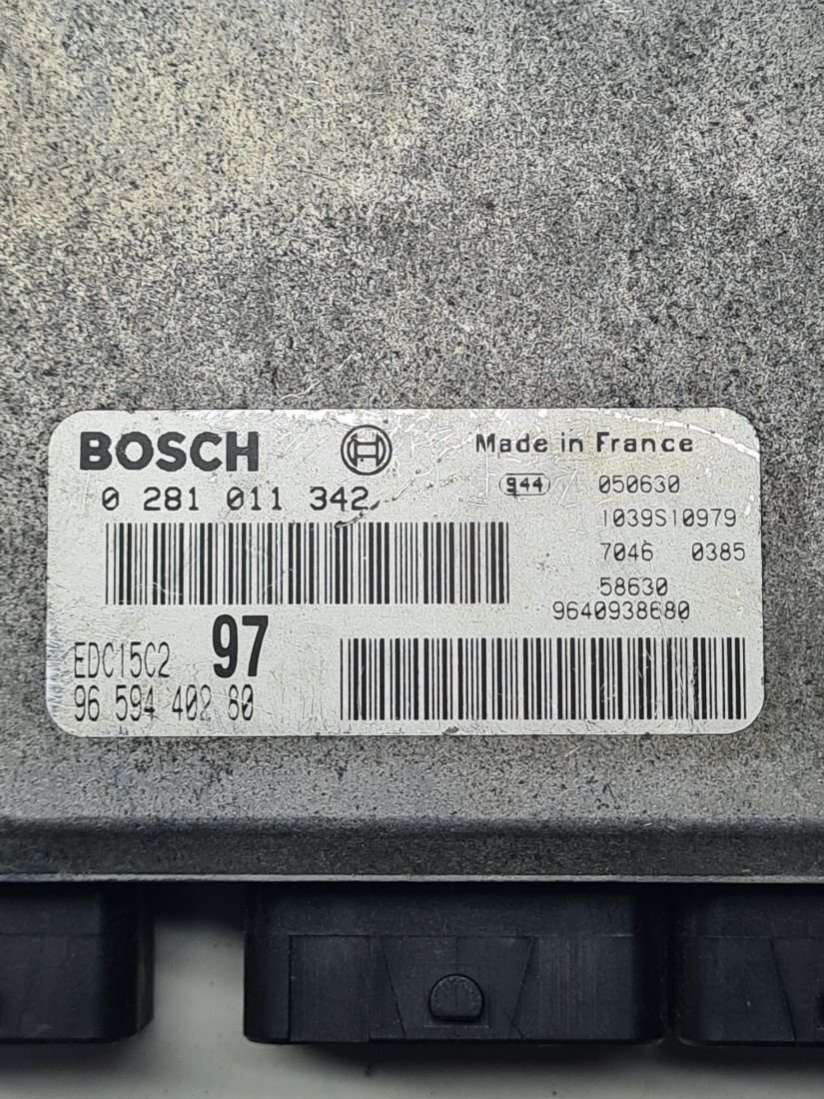 BOSCH
Made in France
0 281 011 342
944
050630
1039S10979
7046 0385
58630
9640938680
EDC15C2
97
96 594 402 80